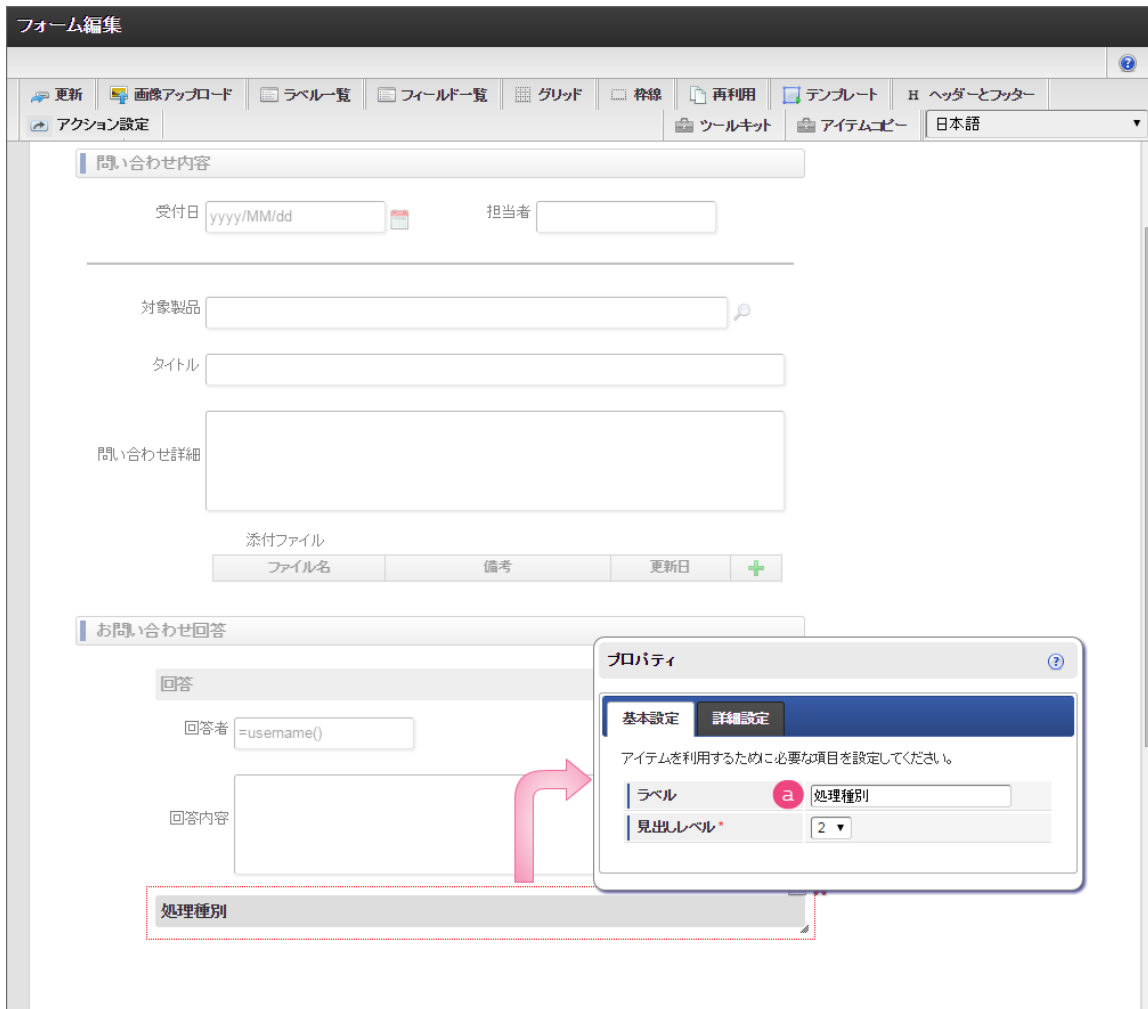 フォーム編集
更新 画像アップロード ラベル一覧 フィールド一覧 グリッド 枠線 再利用 テンプレート H ヘッダーとフッター
アクション設定 ツールキット アイテムコピー 日本語
問い合わせ内容
受付日 yyyy/MM/dd 担当者
対象製品
タイトル
問い合わせ詳細
添付ファイル
ファイル名 備考 更新日
お問い合わせ回答
回答
回答者 =username()
回答内容
処理種別
プロパティ
基本設定 詳細設定
アイテムを利用するために必要な項目を設定してください。
ラベル a 処理種別
見出しレベル* 2